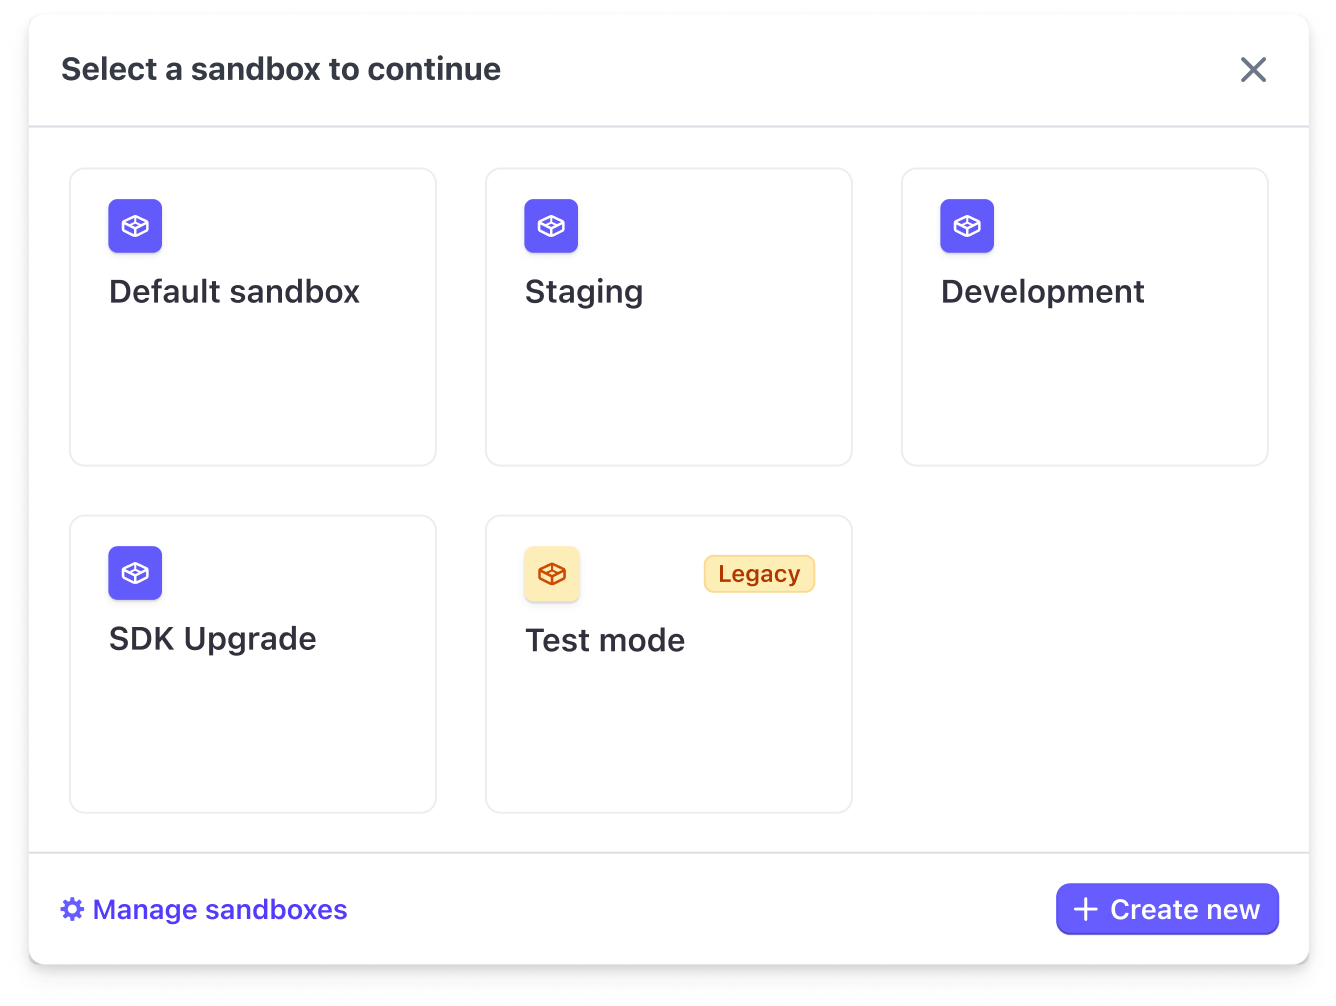 Select a sandbox to continue
Default sandbox
Staging
Development
SDK Upgrade
Legacy
Test mode
Manage sandboxes
Create new